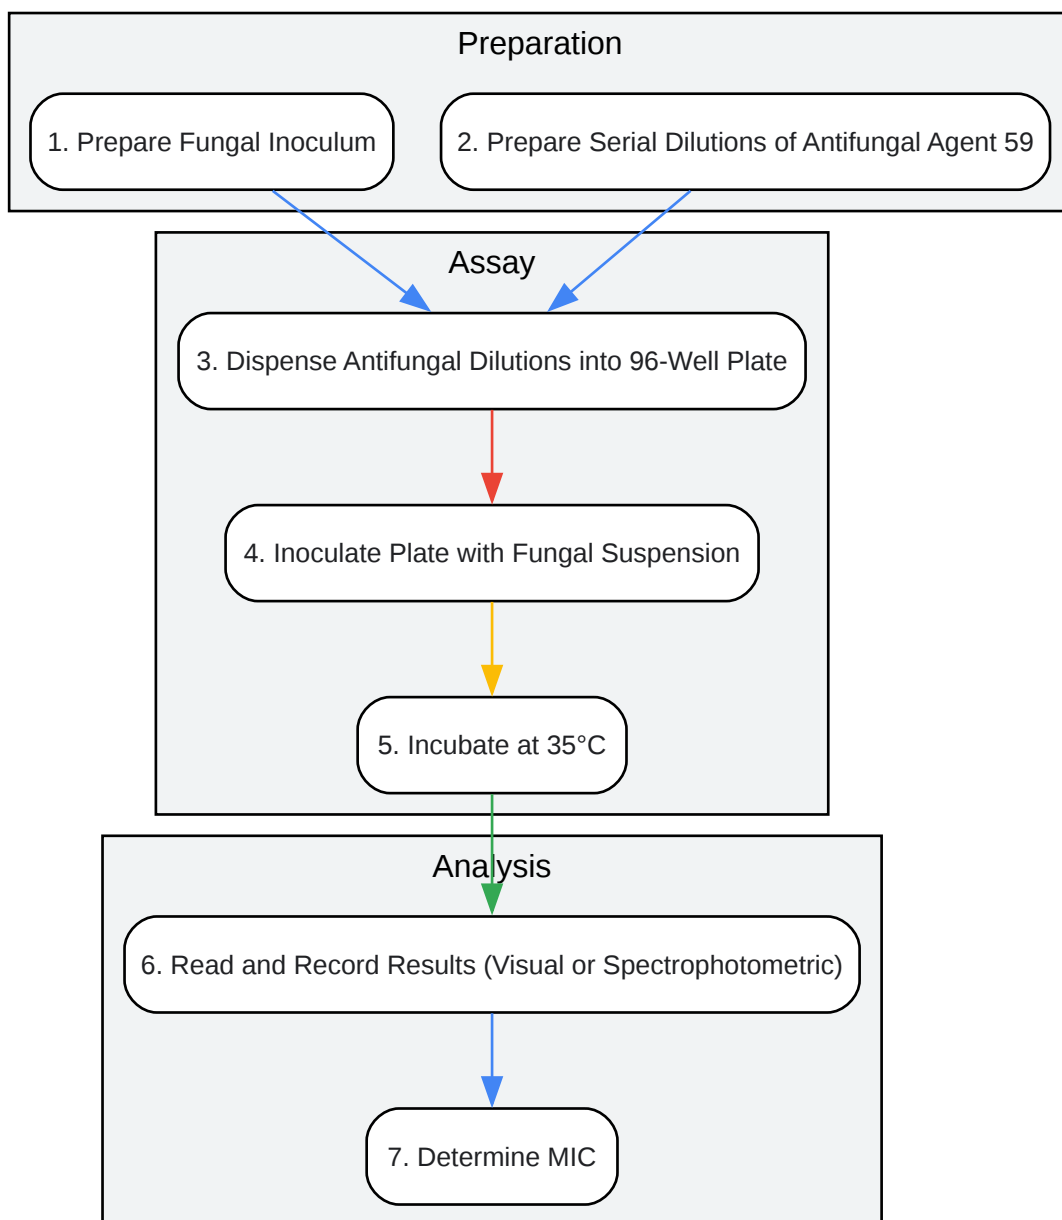 Preparation
1. Prepare Fungal Inoculum
2. Prepare Serial Dilutions of Antifungal Agent 59
Assay
3. Dispense Antifungal Dilutions into 96-Well Plate
4. Inoculate Plate with Fungal Suspension
5. Incubate at 35°C
Analysis
6. Read and Record Results (Visual or Spectrophotometric)
7. Determine MIC